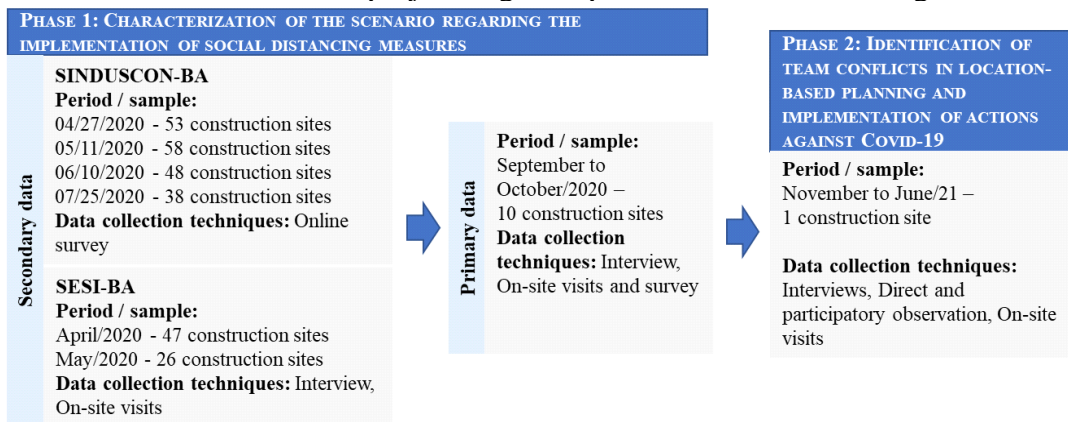 PHASE 1: CHARACTERIZATION OF THE SCENARIO REGARDING THE
IMPLEMENTATION OF SOCIAL DISTANCING MEASURES
Secondary data
SINDUSCON-BA
Period / sample:
04/27/2020 - 53 construction sites
05/11/2020 - 58 construction sites
06/10/2020 - 48 construction sites
07/25/2020 - 38 construction sites
Data collection techniques: Online
survey
SESI-BA
Period / sample:
April/2020 - 47 construction sites
May/2020 - 26 construction sites
Data collection techniques: Interview,
On-site visits
Primary data
Period / sample:
September to
October/2020 –
10 construction sites
Data collection
techniques: Interview,
On-site visits and survey
PHASE 2: IDENTIFICATION OF
TEAM CONFLICTS IN LOCATION-
BASED PLANNING AND
IMPLEMENTATION OF ACTIONS
AGAINST COVID-19
Period / sample:
November to June/21 –
1 construction site
Data collection techniques:
Interviews, Direct and
participatory observation, On-site
visits